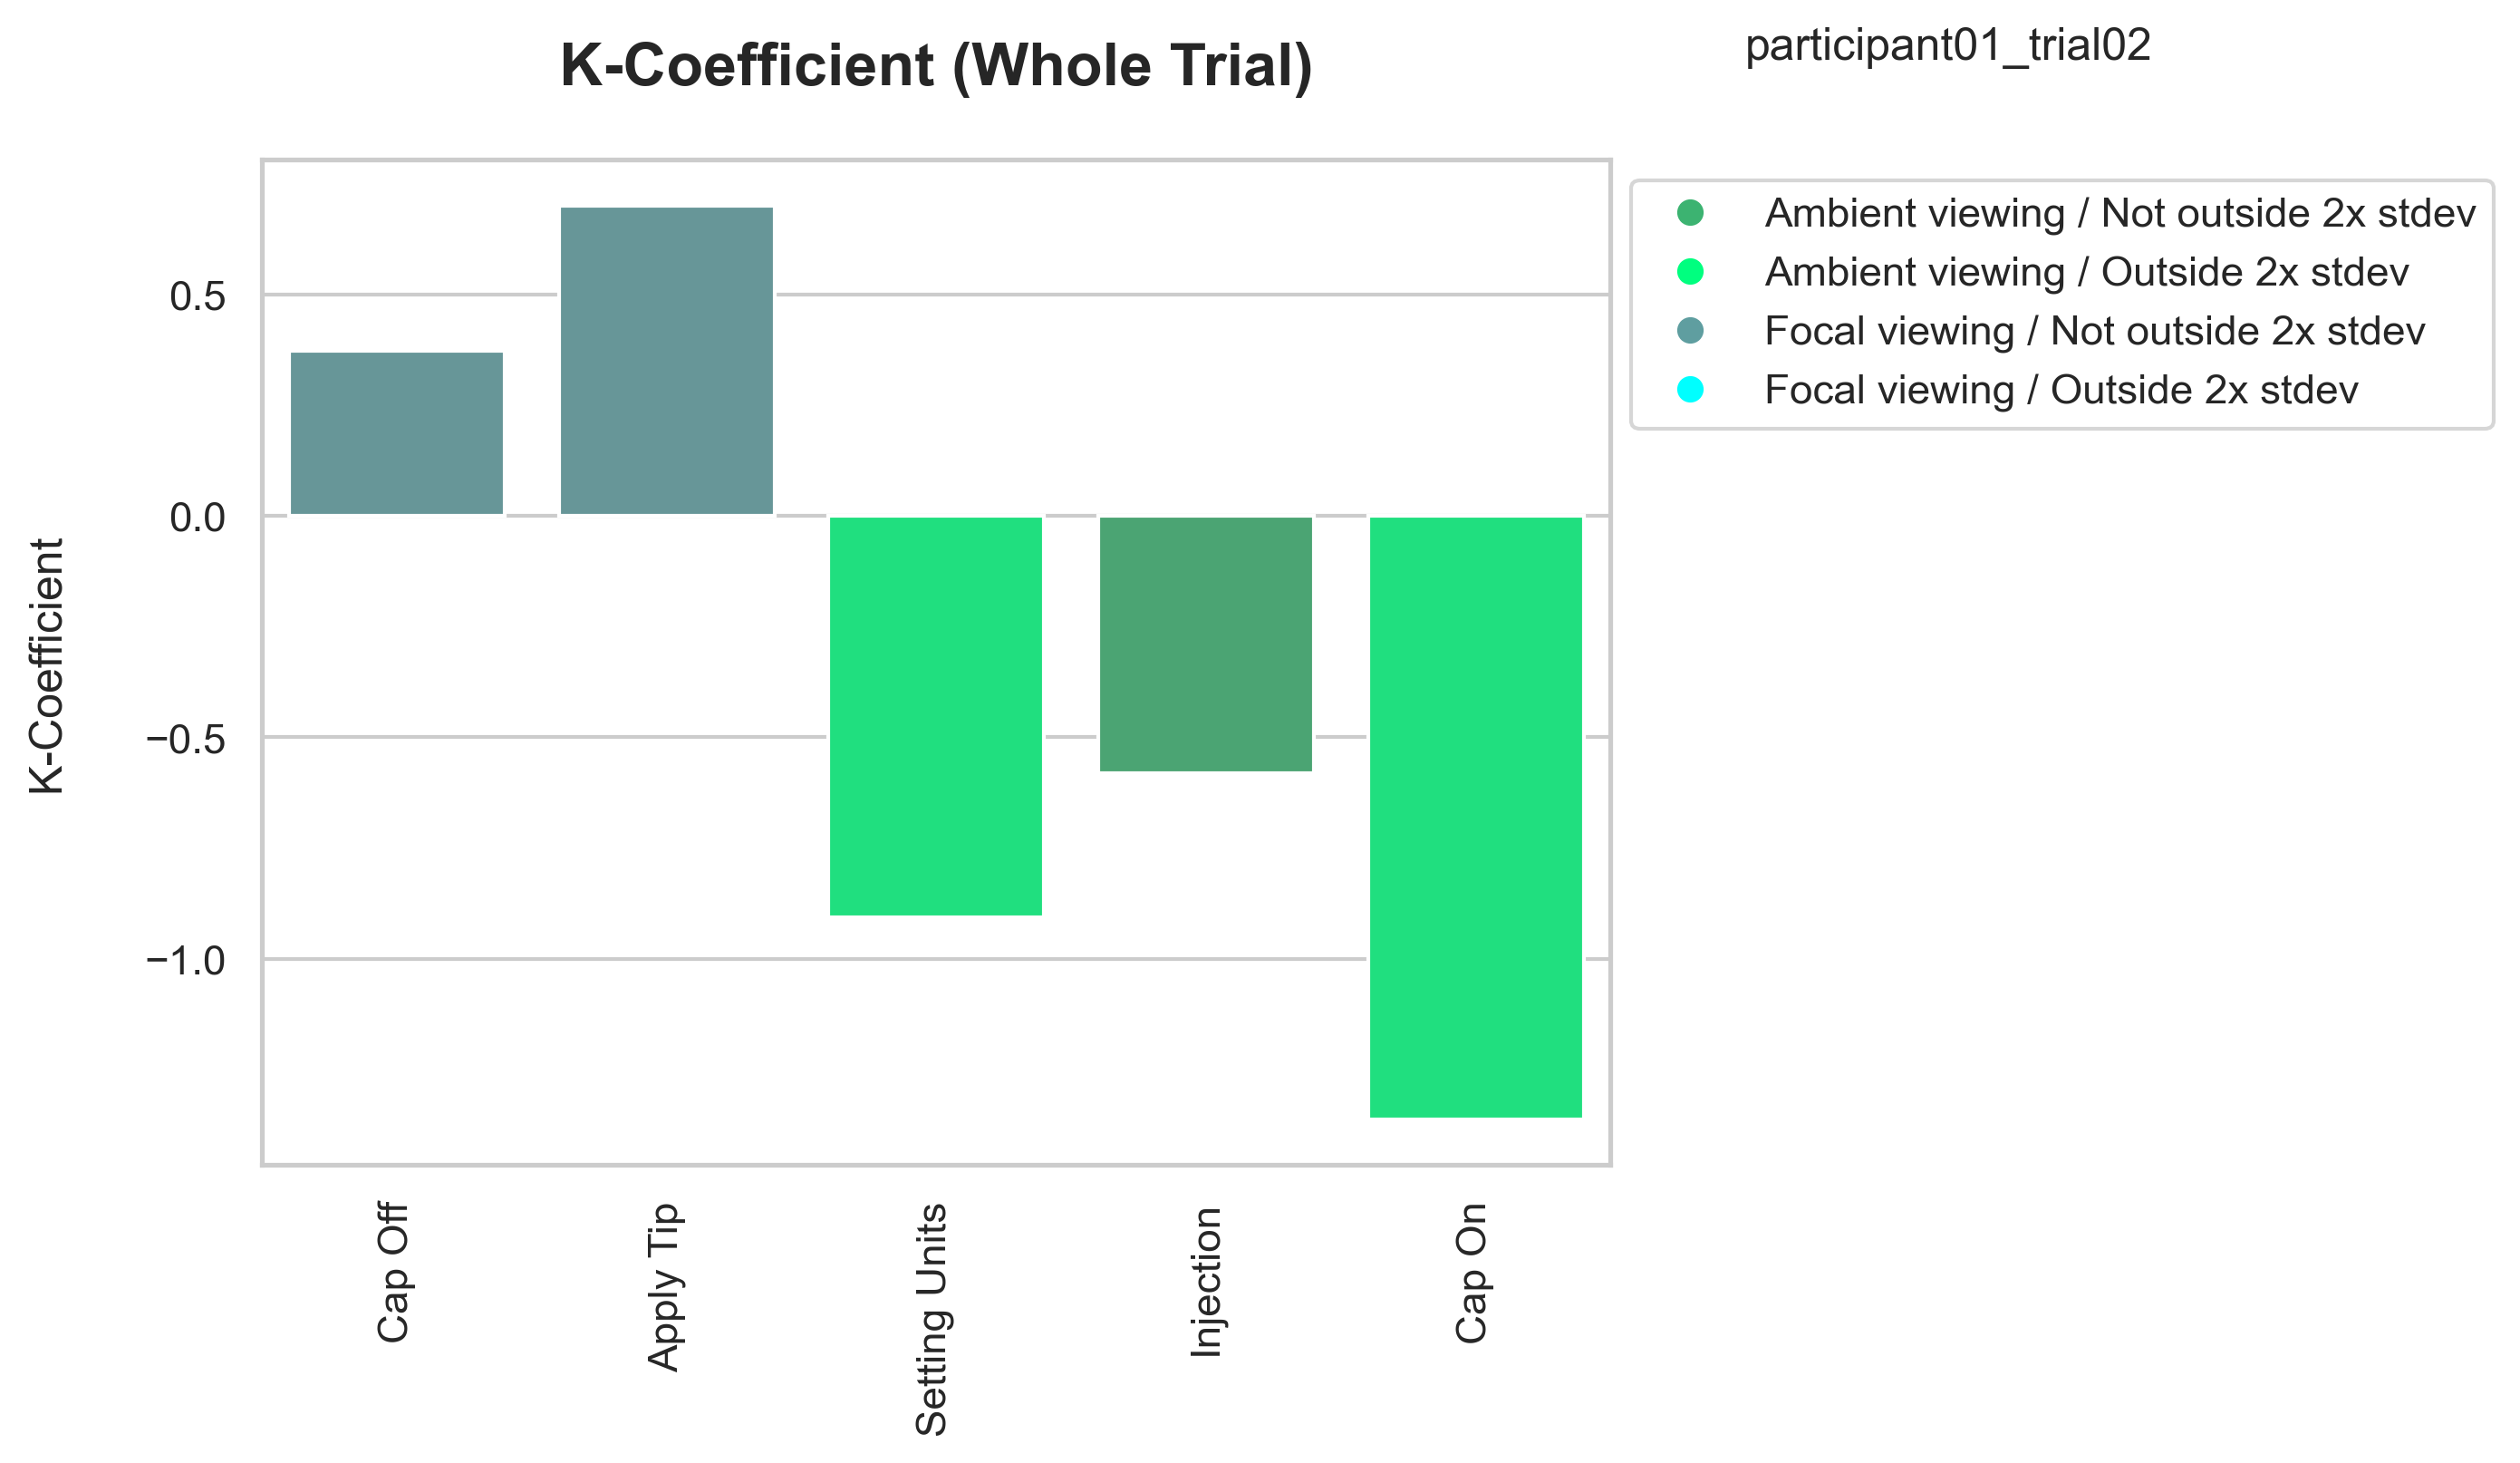 K-Coefficient (Whole Trial)
participant01_trial02
Ambient viewing / Not outside 2x stdev
Ambient viewing / Outside 2x stdev
Focal viewing / Not outside 2x stdev
Focal viewing / Outside 2x stdev
K-Coefficient
0.5
0.0
−0.5
−1.0
Cap Off
Apply Tip
Setting Units
Injection
Cap On